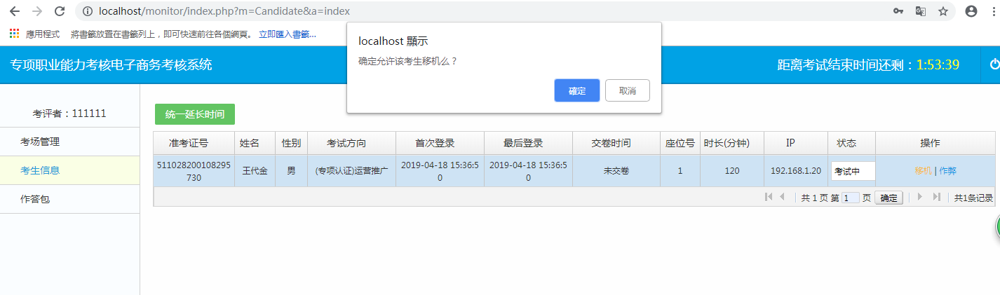 localhost/monitor/index.php?m=Candidate&a=index
應用程式 將書籤放置在書籤列上，即可快速前往各個網頁。 立即匯入書籤...
localhost 顯示
确定允许该考生移机么？
確定 取消
专项职业能力考核电子商务考核系统 距离考试结束时间还剩：1:53:39
考评者：111111
考场管理
考生信息
作答包
统一延长时间
准考证号 姓名 性别 考试方向 首次登录 最后登录 交卷时间 座位号 时长(分钟) IP 状态 操作
511028200108295 2019-04-18 15:36:5 2019-04-18 15:36:5
730 王代金 男 (专项认证)运营推广 0 0 未交卷 1 120 192.168.1.20 考试中 移机 | 作弊
共 1 页 第 1 页 确定 共1条记录